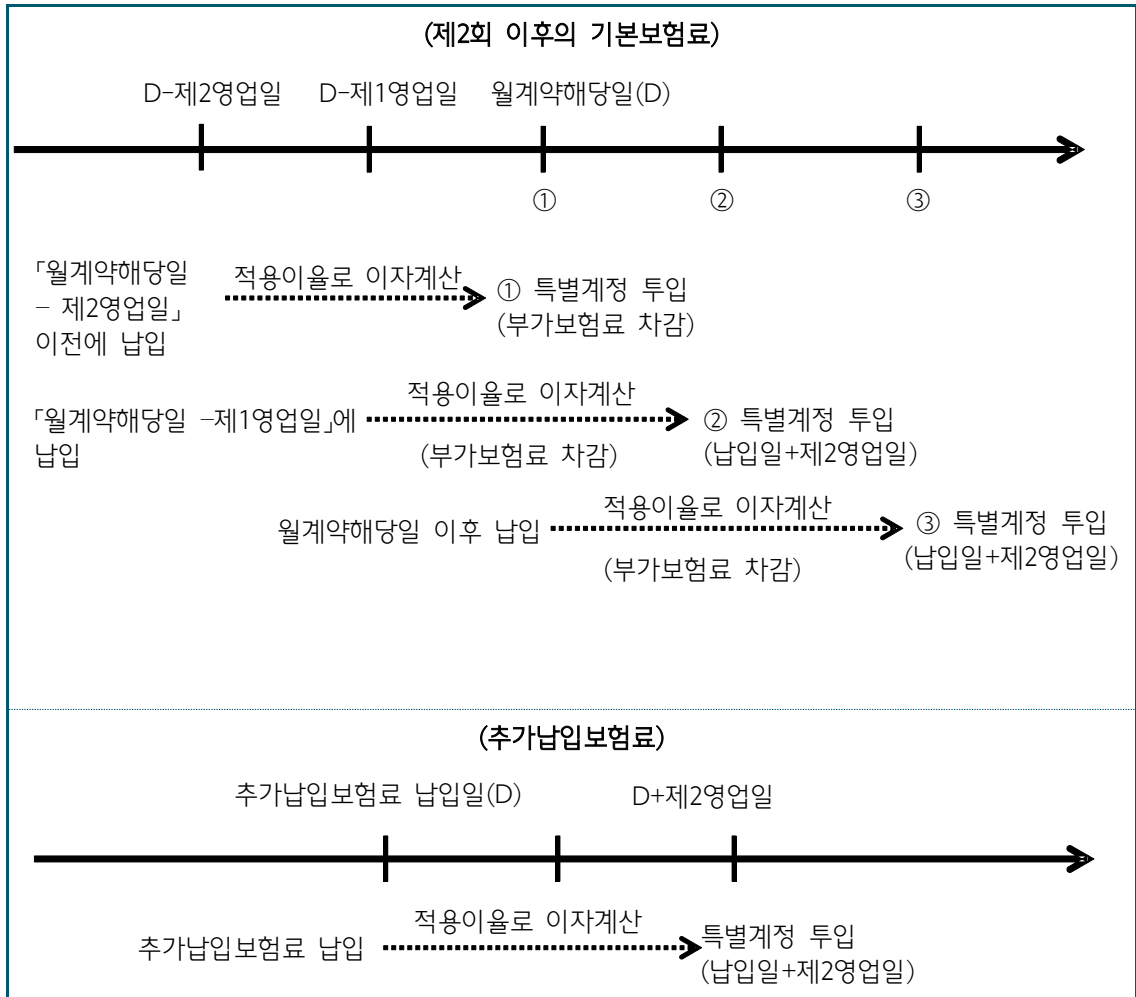 (제2회 이후의 기본보험료)
D-제2영업일 D-제1영업일 월계약해당일(D)
① ② ③
「월계약해당일
- 제2영업일」
이전에 납입
적용이율로 이자계산
① 특별계정 투입
(부가보험료 차감)
「월계약해당일 -제1영업일」에
납입
적용이율로 이자계산
(부가보험료 차감)
② 특별계정 투입
(납입일+제2영업일)
월계약해당일 이후 납입
적용이율로 이자계산
(부가보험료 차감)
③ 특별계정 투입
(납입일+제2영업일)
(추가납입보험료)
추가납입보험료 납입일(D) D+제2영업일
추가납입보험료 납입
적용이율로 이자계산
특별계정 투입
(납입일+제2영업일)